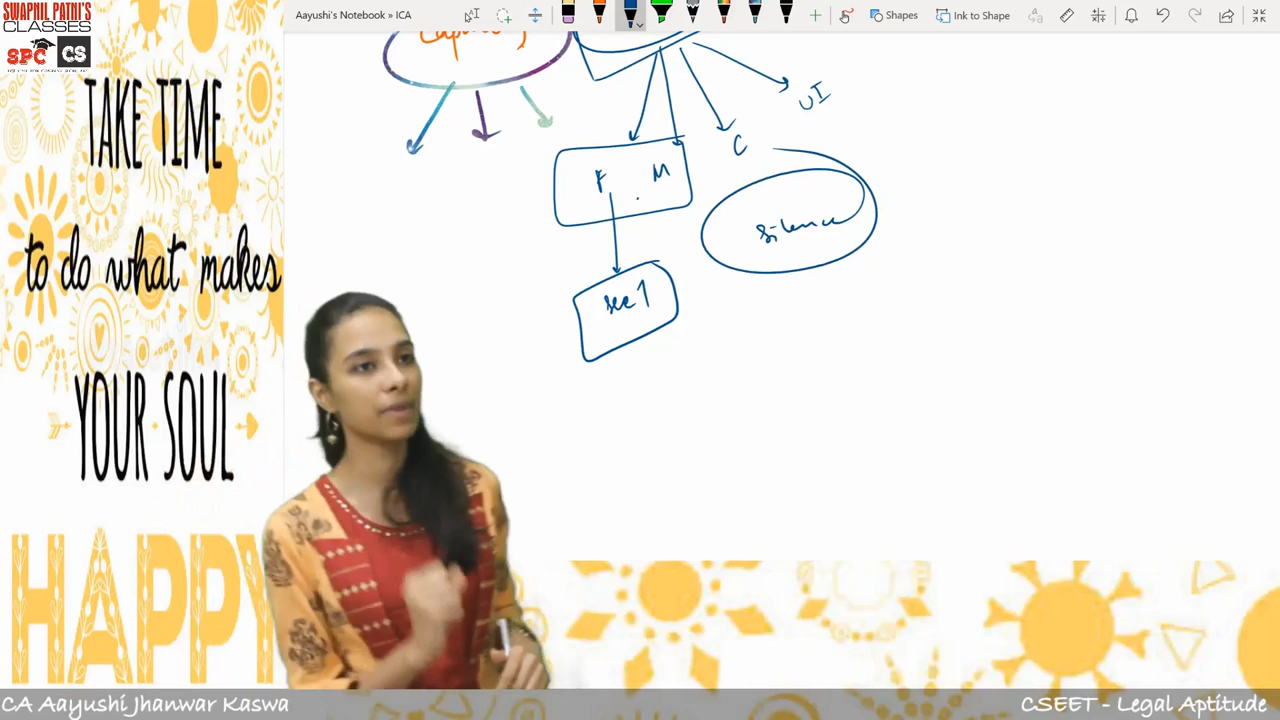 SWAPNIL PATNI'S
CLASSES
SPC CS
Aayushi's Notebook » ICA
Shapes
Ink to Shape
TAKE TIME
to do what makes
YOUR SOUL
HAPPY
UI
C
F M
Silence
sec 1
CA Aayushi Jhanwar Kaswa
CSEET - Legal Aptitude